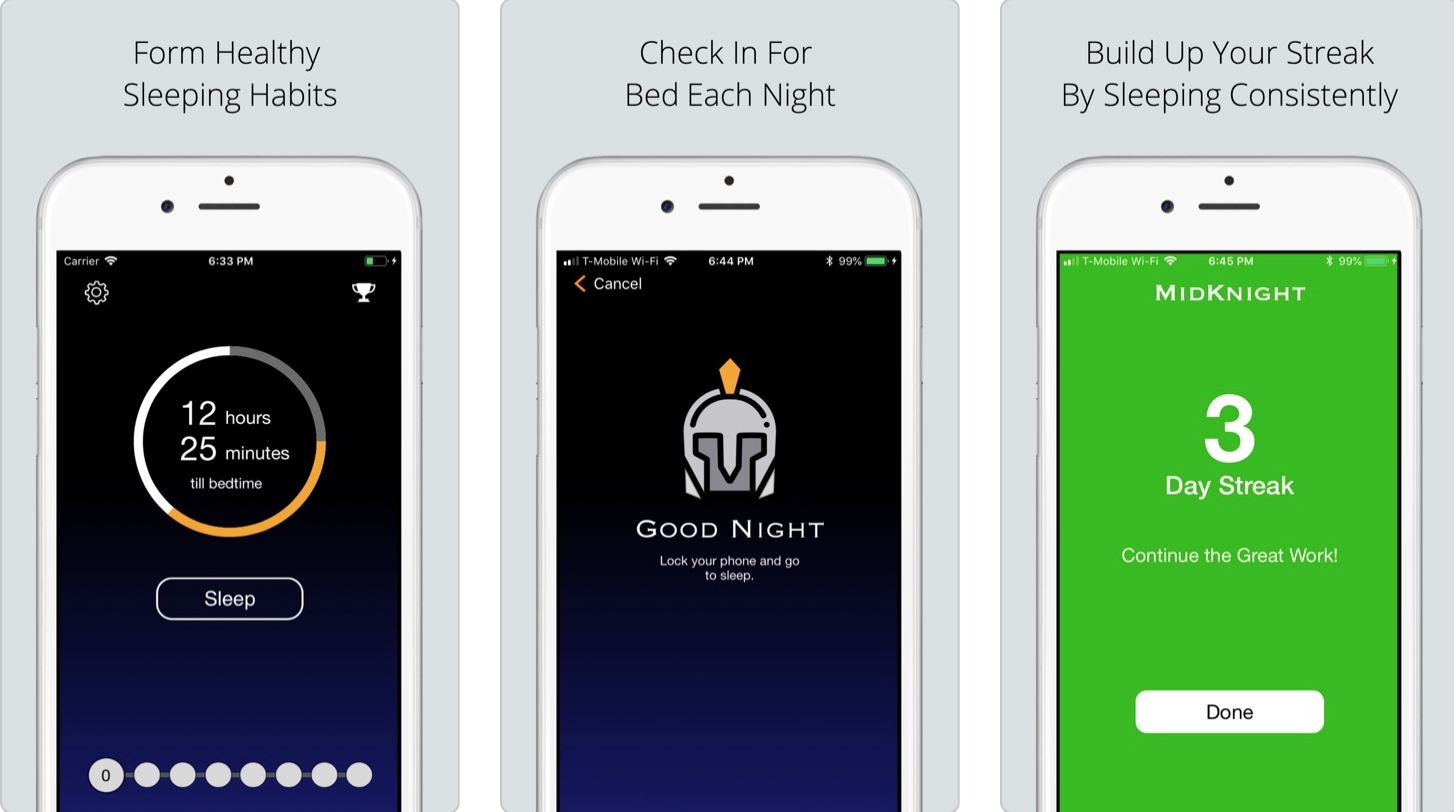 Form Healthy
Sleeping Habits
Carrier
6:33 PM
12 hours
25 minutes
till bedtime
Sleep
0
Check In For
Bed Each Night
T-Mobile Wi-Fi
6:44 PM
99%
Cancel
GOOD NIGHT
Lock your phone and go
to sleep.
Build Up Your Streak
By Sleeping Consistently
T-Mobile Wi-Fi
6:45 PM
99%
MIDKNIGHT
3
Day Streak
Continue the Great Work!
Done